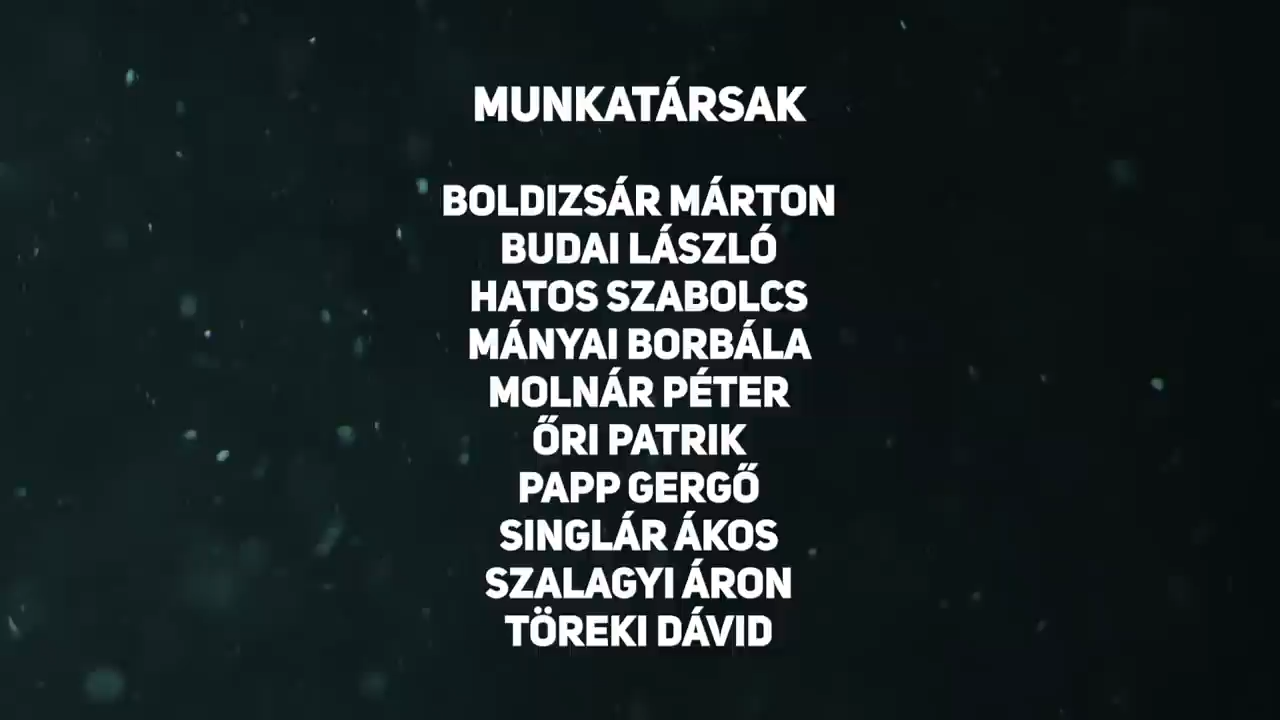 MUNKATÁRSAK
BOLDIZSÁR MÁRTON
BUDAI LÁSZLÓ
HATOS SZABOLCS
MÁNYAI BORBÁLA
MOLNÁR PÉTER
ŐRI PATRIK
PAPP GERGŐ
SINGLÁR ÁKOS
SZALAGYI ÁRON
TÖREKI DÁVID